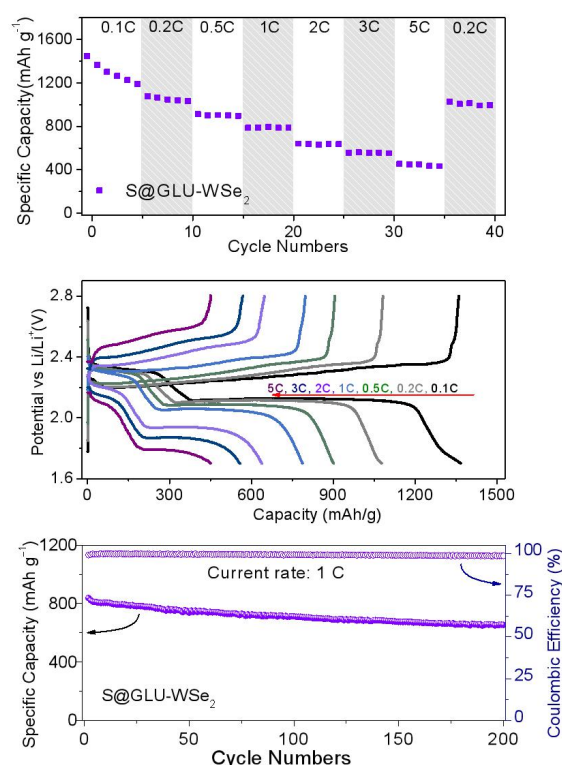 0.1C 0.2C 0.5C 1C 2C 3C 5C 0.2C
Specific Capacity(mAh g⁻¹)
1600
1200
800
400
0
S@GLU-WSe₂
0 10 20 30 40
Cycle Numbers
Potential vs Li/Li⁺(V)
2.8
2.4
2.0
1.6
5C, 3C, 2C, 1C, 0.5C, 0.2C, 0.1C
0 300 600 900 1200 1500
Capacity (mAh/g)
Specific Capacity (mAh g⁻¹)
1200
800
400
0
Current rate: 1 C
S@GLU-WSe₂
100
75
50
25
0
Coulombic Efficiency (%)
0 50 100 150 200
Cycle Numbers